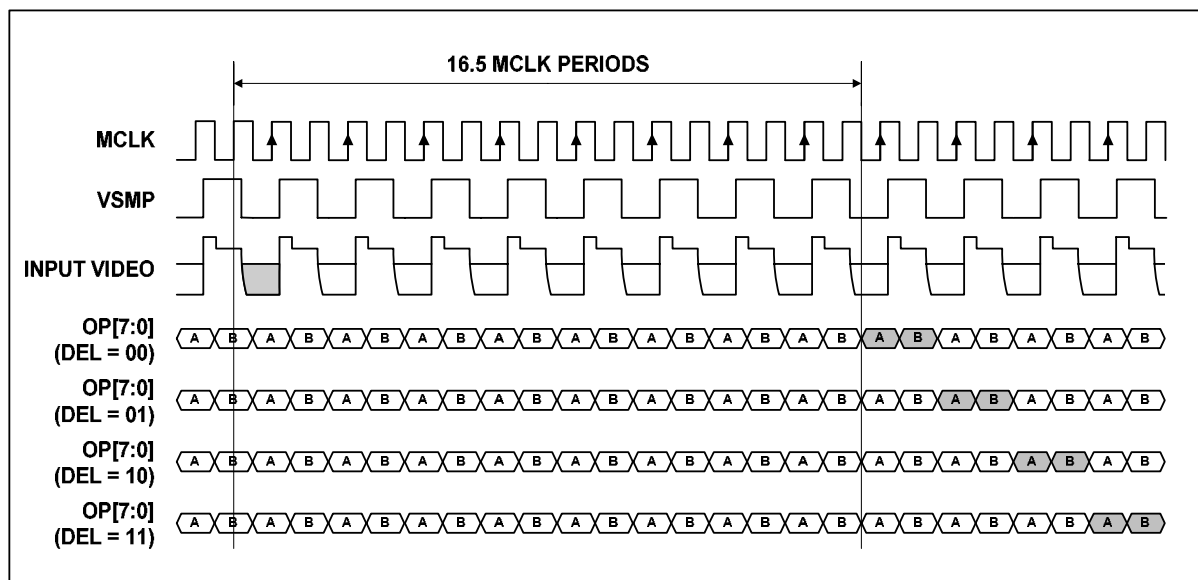 16.5 MCLK PERIODS
MCLK
VSMP
INPUT VIDEO
OP[7:0]
(DEL = 00)
A B A B A B A B A B A B A B A B A B A B A B A B A B
OP[7:0]
(DEL = 01)
A B A B A B A B A B A B A B A B A B A B A B A B A B
OP[7:0]
(DEL = 10)
A B A B A B A B A B A B A B A B A B A B A B A B A B
OP[7:0]
(DEL = 11)
A B A B A B A B A B A B A B A B A B A B A B A B A B